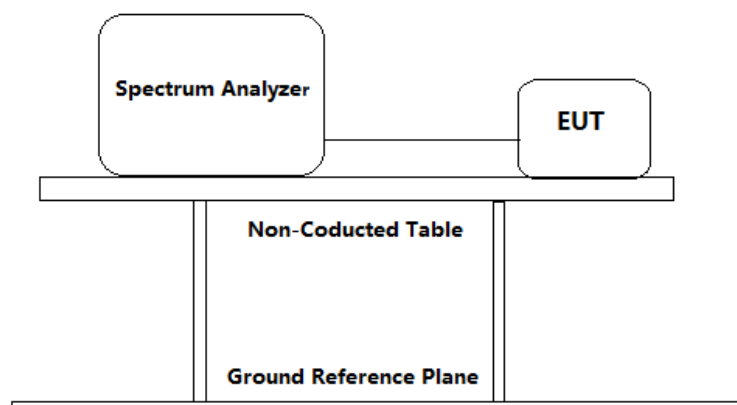 Spectrum Analyzer
EUT
Non-Coducted Table
Ground Reference Plane